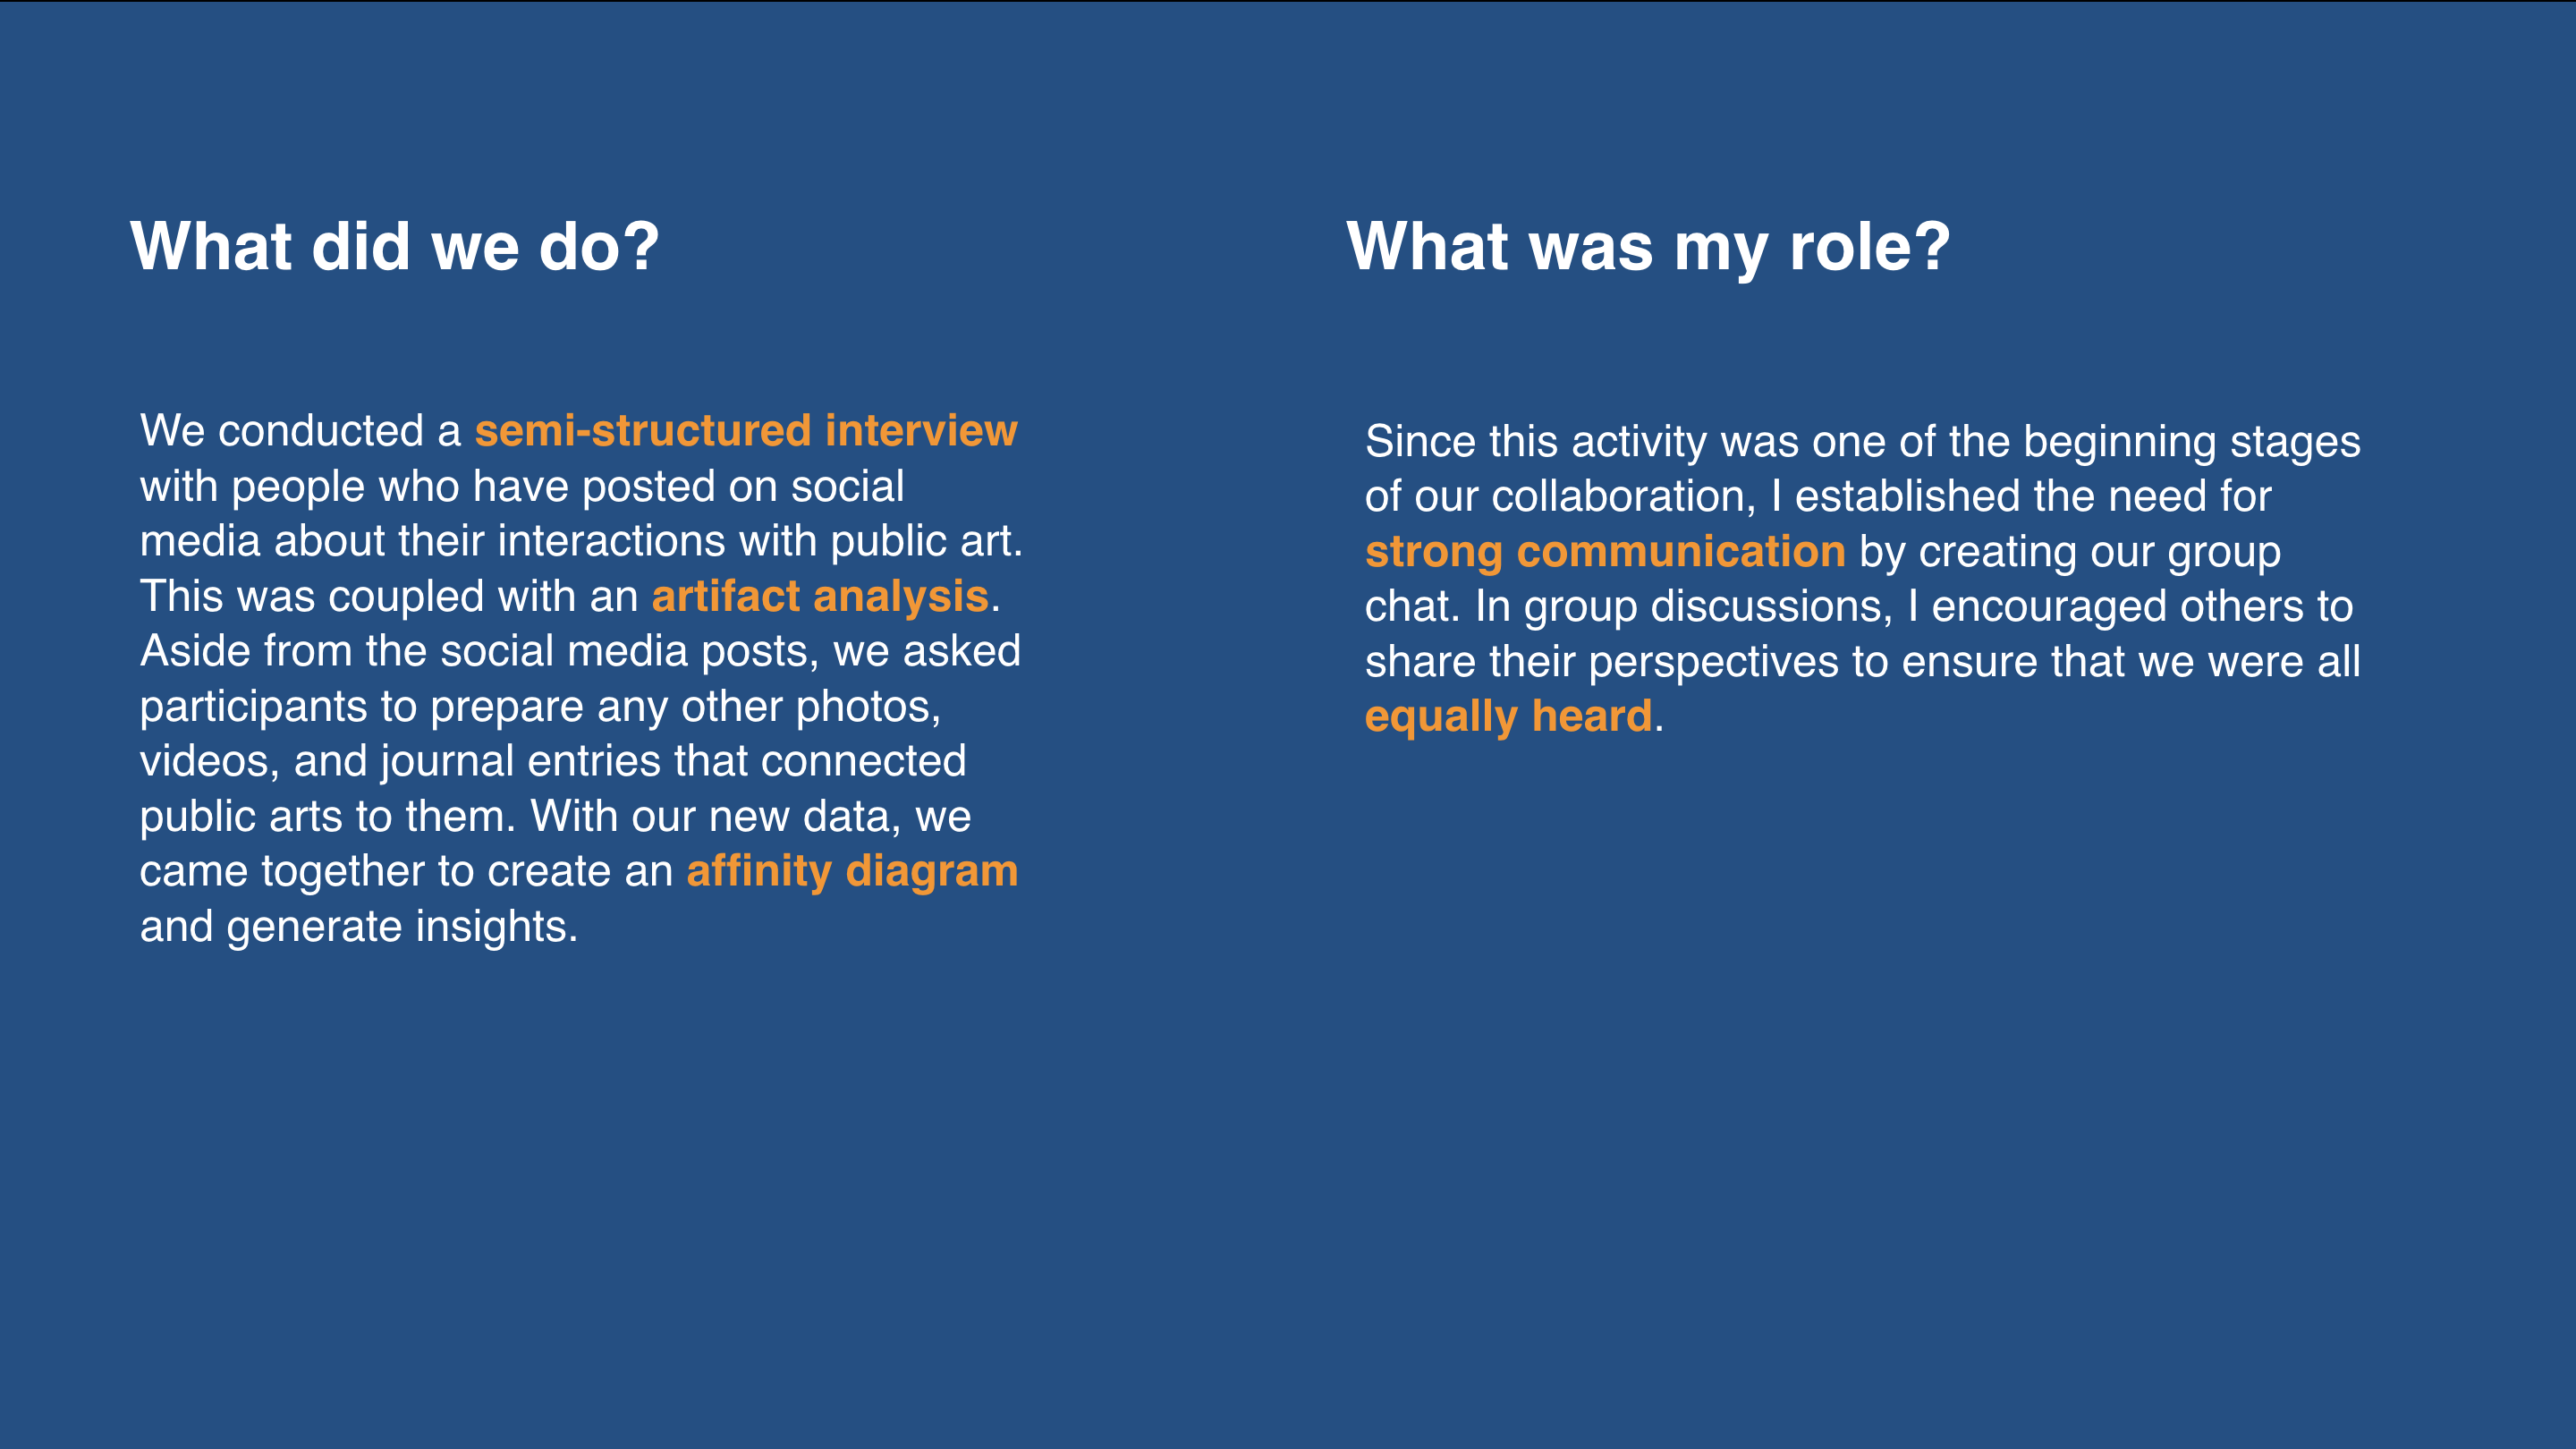 What did we do?
We conducted a semi-structured interview
with people who have posted on social
media about their interactions with public art.
This was coupled with an artifact analysis.
Aside from the social media posts, we asked
participants to prepare any other photos,
videos, and journal entries that connected
public arts to them. With our new data, we
came together to create an affinity diagram
and generate insights.
What was my role?
Since this activity was one of the beginning stages
of our collaboration, I established the need for
strong communication by creating our group
chat. In group discussions, I encouraged others to
share their perspectives to ensure that we were all
equally heard.